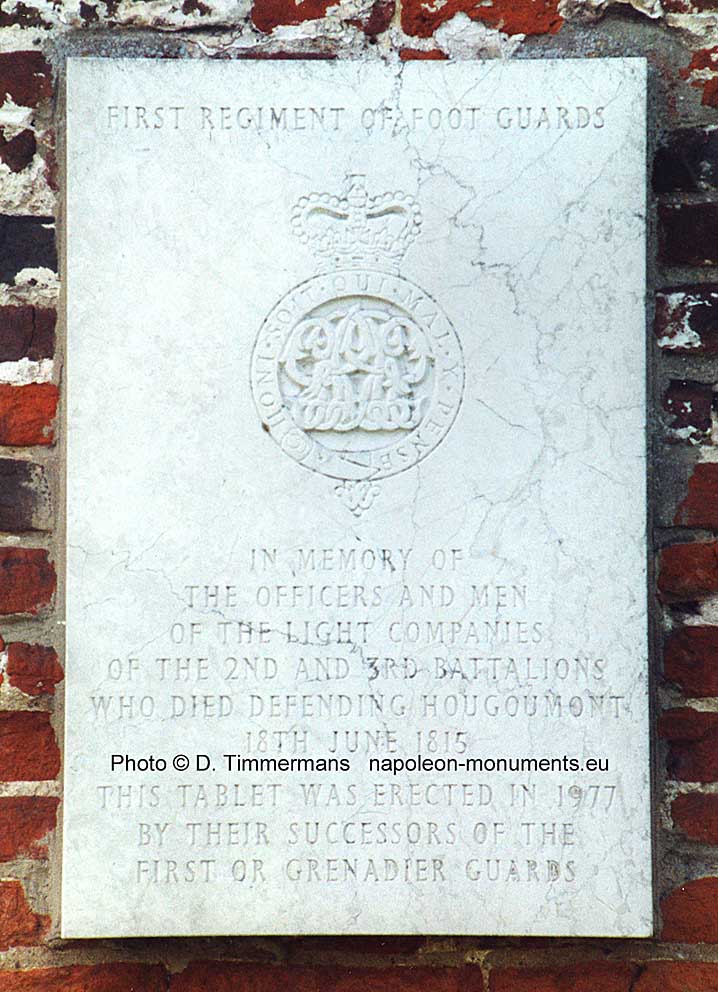 FIRST REGIMENT OF FOOT GUARDS
HONI·SOIT·QUI·MAL·Y·PENSE
IN MEMORY OF
THE OFFICERS AND MEN
OF THE LIGHT COMPANIES
OF THE 2ND AND 3RD BATTALIONS
WHO DIED DEFENDING HOUGOUMONT
18TH JUNE 1815
Photo © D. Timmermans napoleon-monuments.eu
THIS TABLET WAS ERECTED IN 1977
BY THEIR SUCCESSORS OF THE
FIRST OR GRENADIER GUARDS